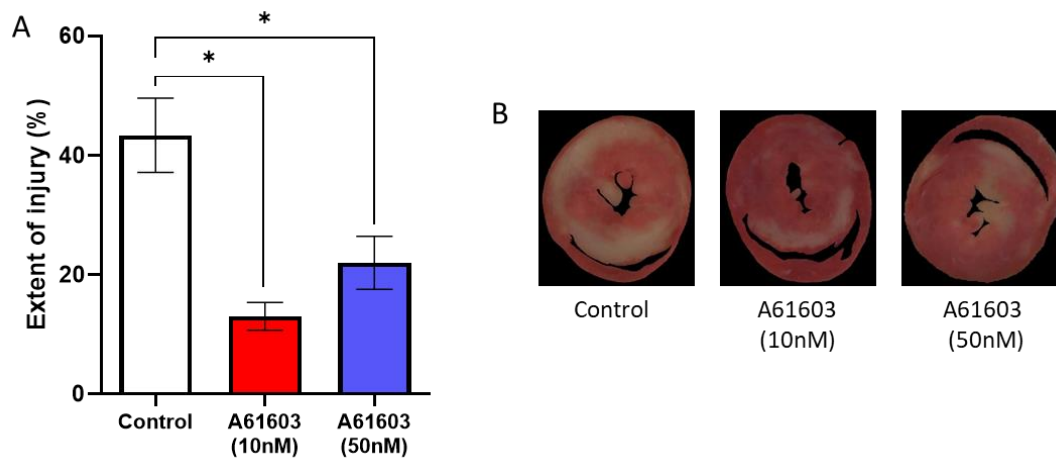 A
Extent of injury (%)
60
40
20
0
*
*
Control
A61603
(10nM)
A61603
(50nM)
B
Control
A61603
(10nM)
A61603
(50nM)